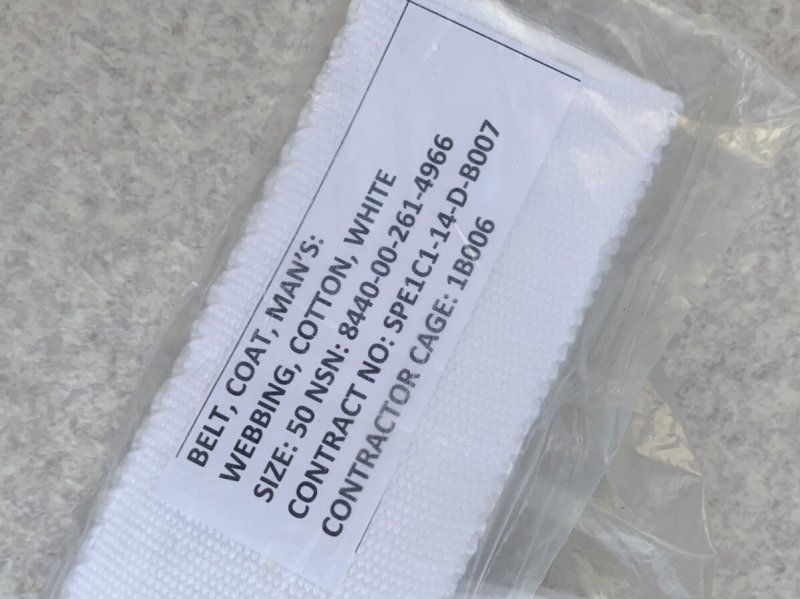 BELT, COAT, MAN'S:
WEBBING, COTTON, WHITE
SIZE: 50 NSN: 8440-00-261-4966
CONTRACT NO: SPE1C1-14-D-B007
CONTRACTOR CAGE: 1B006